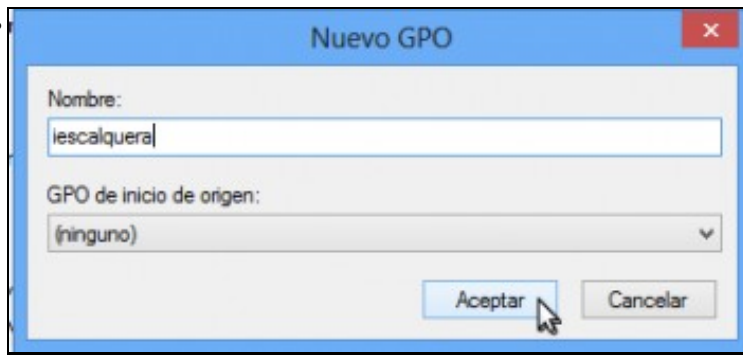 Nuevo GPO
Nombre:
iescalquera
GPO de inicio de origen:
(ninguno)
Aceptar
Cancelar